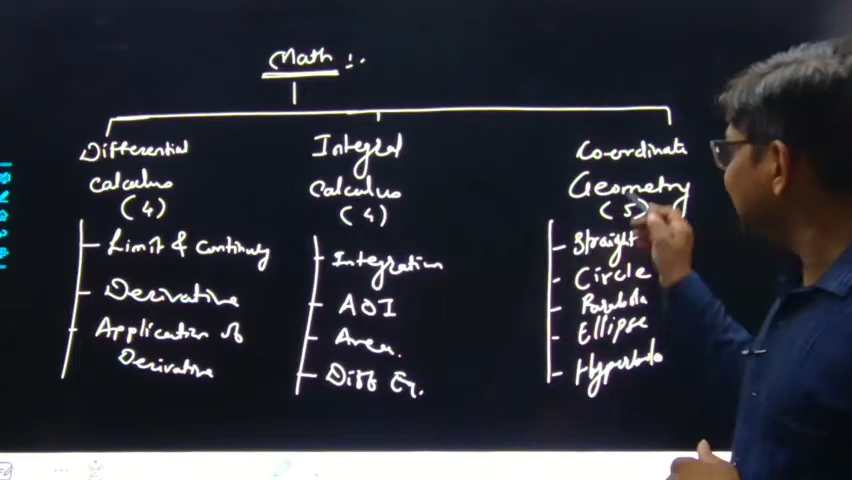 Math :.
Differential
calculus
(4)
Limit & Continuity
Derivative
Application of
Derivative
Integral
calculus
(4)
Integration
AOI
Area.
Diff Eq.
Co-ordinate
Geometry
(5)
Straight
Circle
Parabola
Ellipse
Hyperbola